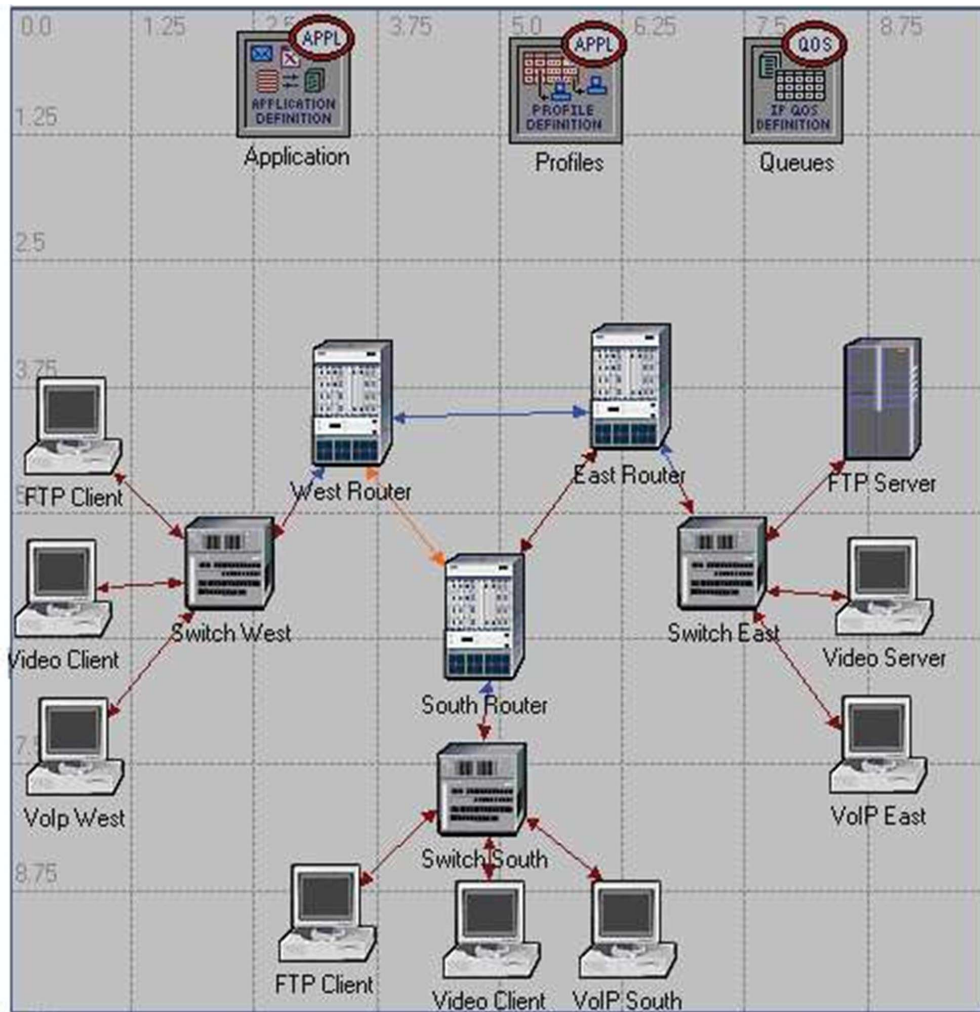 0.0 1.25 2.5 3.75 5.0 6.25 7.5 8.75
APPL
APPL
QOS
APPLICATION
DEFINITION
PROFILE
DEFINITION
IP QOS
DEFINITION
1.25
Application
Profiles
Queues
2.5
3.75
West Router
East Router
FTP Client
FTP Server
Switch West
Switch East
Video Client
Video Server
South Router
VoIp West
VoIP East
Switch South
8.75
FTP Client
Video Client
VoIP South